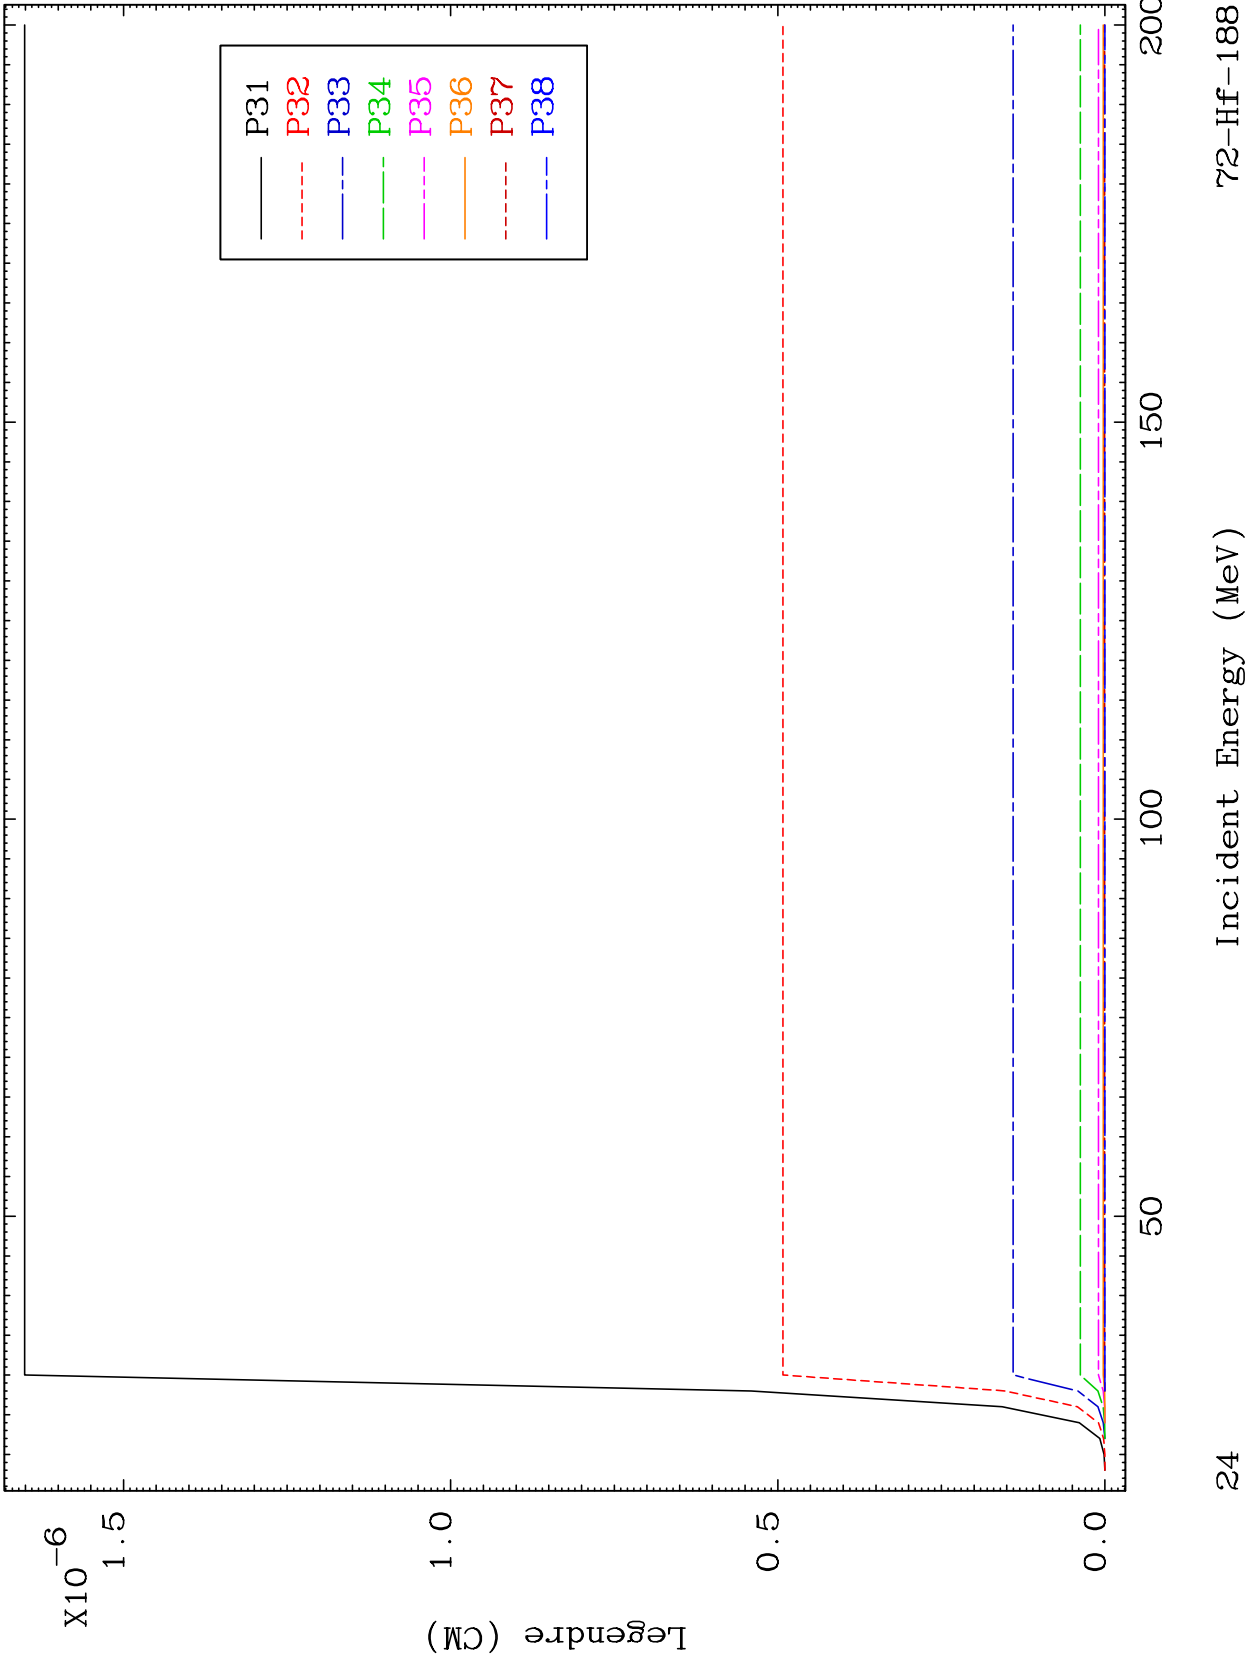 X10-6
1.5
1.0
0.5
0.0
Legendre (CM)
P31
P32
P33
P34
P35
P36
P37
P38
50
100
150
200
24
Incident Energy (MeV)
72-Hf-188